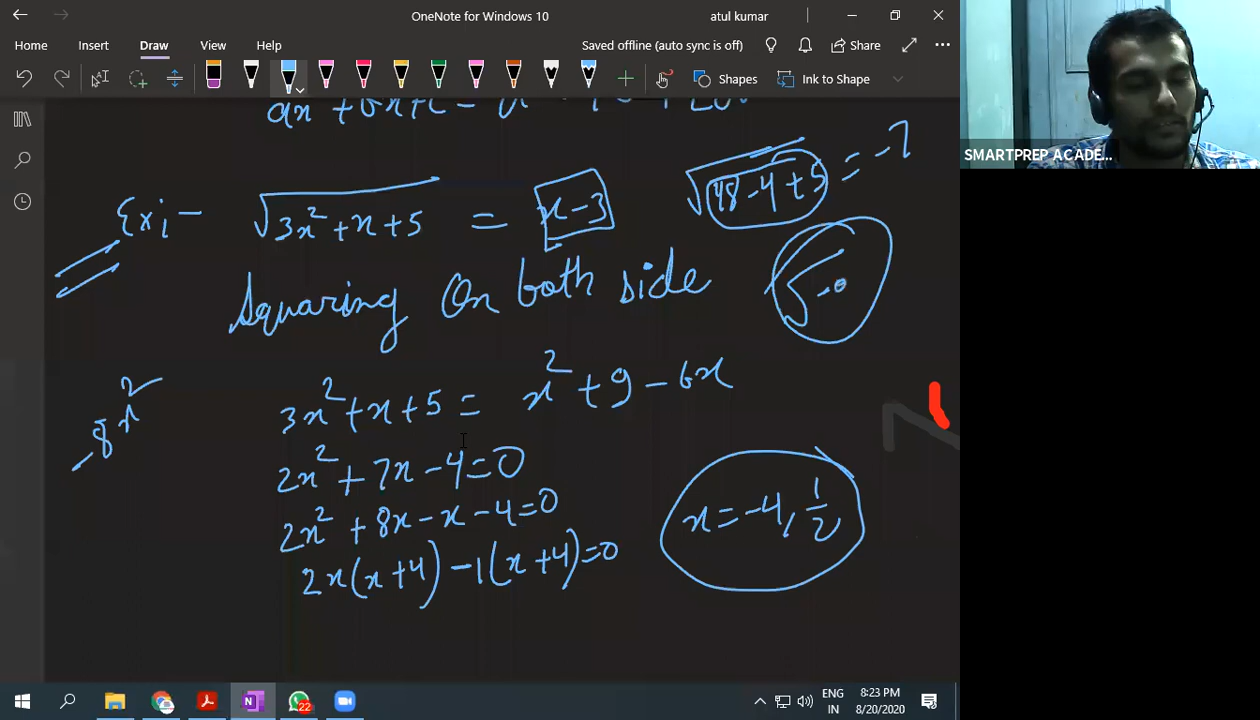 OneNote for Windows 10
atul kumar
Home Insert Draw View Help
Saved offline (auto sync is off)
Share
Shapes
Ink to Shape
SMARTPREP ACADE...
Ex:- √3x² + x + 5 = x-3
√48-4+5 = -7
Squaring On both side
-8x²
3x² + x + 5 = x² + 9 - 6x
2x² + 7x - 4 = 0
2x² + 8x - x - 4 = 0
2x(x+4) - 1(x+4) = 0
x = -4, 1/2
22
ENG
IN
8:23 PM
8/20/2020